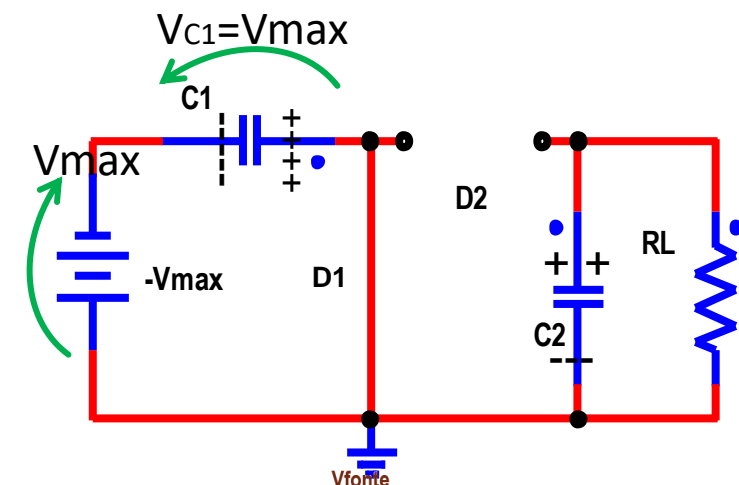 VC1=Vmax
C1
Vmax
D2
RL
-Vmax
D1
C2
Vfonte